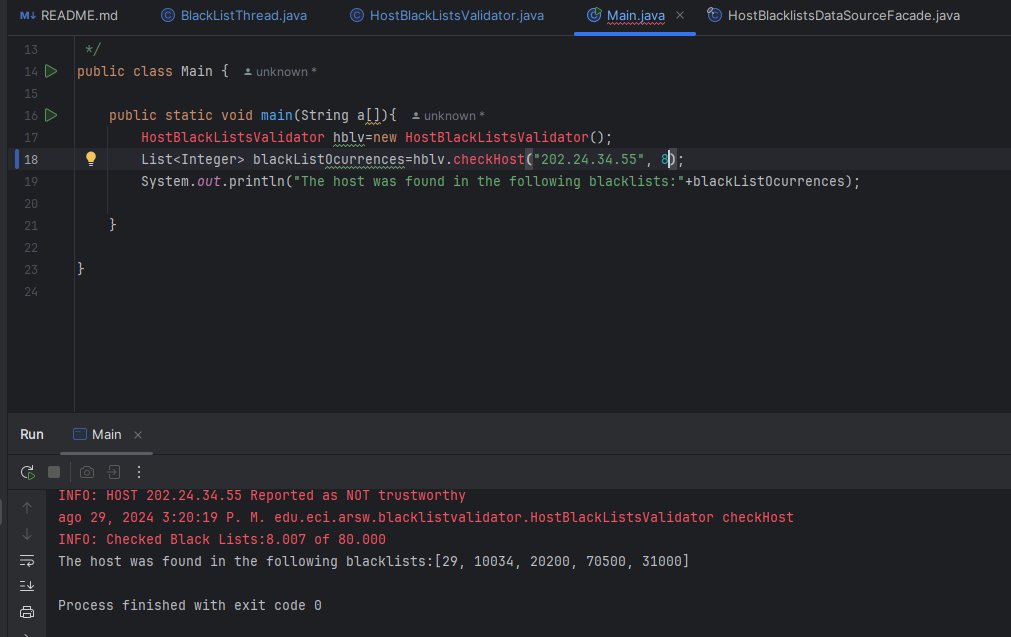 README.md BlackListThread.java HostBlackListsValidator.java Main.java HostBlacklistsDataSourceFacade.java
13 */
14 public class Main { unknown *
15
16 public static void main(String a[]){ unknown *
17 HostBlackListsValidator hblv=new HostBlackListsValidator();
18 List<Integer> blackListOcurrences=hblv.checkHost("202.24.34.55", 8);
19 System.out.println("The host was found in the following blacklists:"+blackListOcurrences);
20
21 }
22
23 }
24
Run Main
INFO: HOST 202.24.34.55 Reported as NOT trustworthy
ago 29, 2024 3:20:19 P. M. edu.eci.arsw.blacklistvalidator.HostBlackListsValidator checkHost
INFO: Checked Black Lists:8.007 of 80.000
The host was found in the following blacklists:[29, 10034, 20200, 70500, 31000]
Process finished with exit code 0